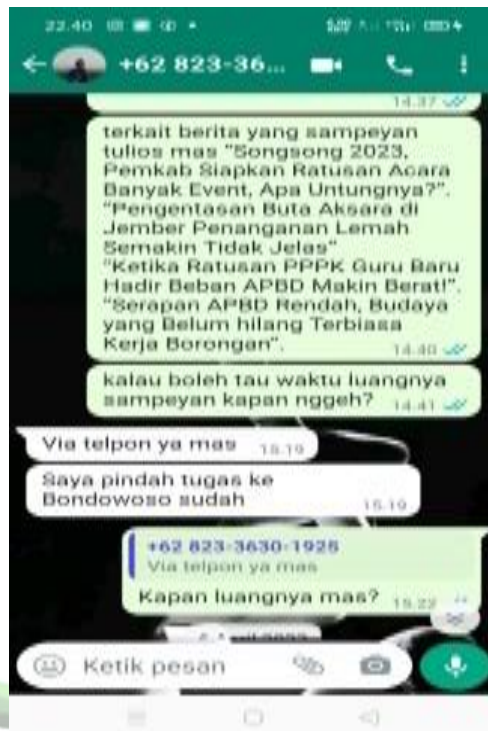 22.40
+62 823-36...
14.37
terkait berita yang sampeyan
tulios mas "Songsong 2023,
Pemkab Siapkan Ratusan Acara
Banyak Event, Apa Untungnya?".
"Pengentasan Buta Aksara di
Jember Penanganan Lemah
Semakin Tidak Jelas"
"Ketika Ratusan PPPK Guru Baru
Hadir Beban APBD Makin Berat!".
"Serapan APBD Rendah, Budaya
yang Belum hilang Terbiasa
Kerja Borongan".
14.40
kalau boleh tau waktu luangnya
sampeyan kapan nggeh? 14.41
Via telpon ya mas 15.19
Saya pindah tugas ke
Bondowoso sudah 15.19
+62 823-3630-1925
Via telpon ya mas
Kapan luangnya mas? 15.22
April
Ketik pesan